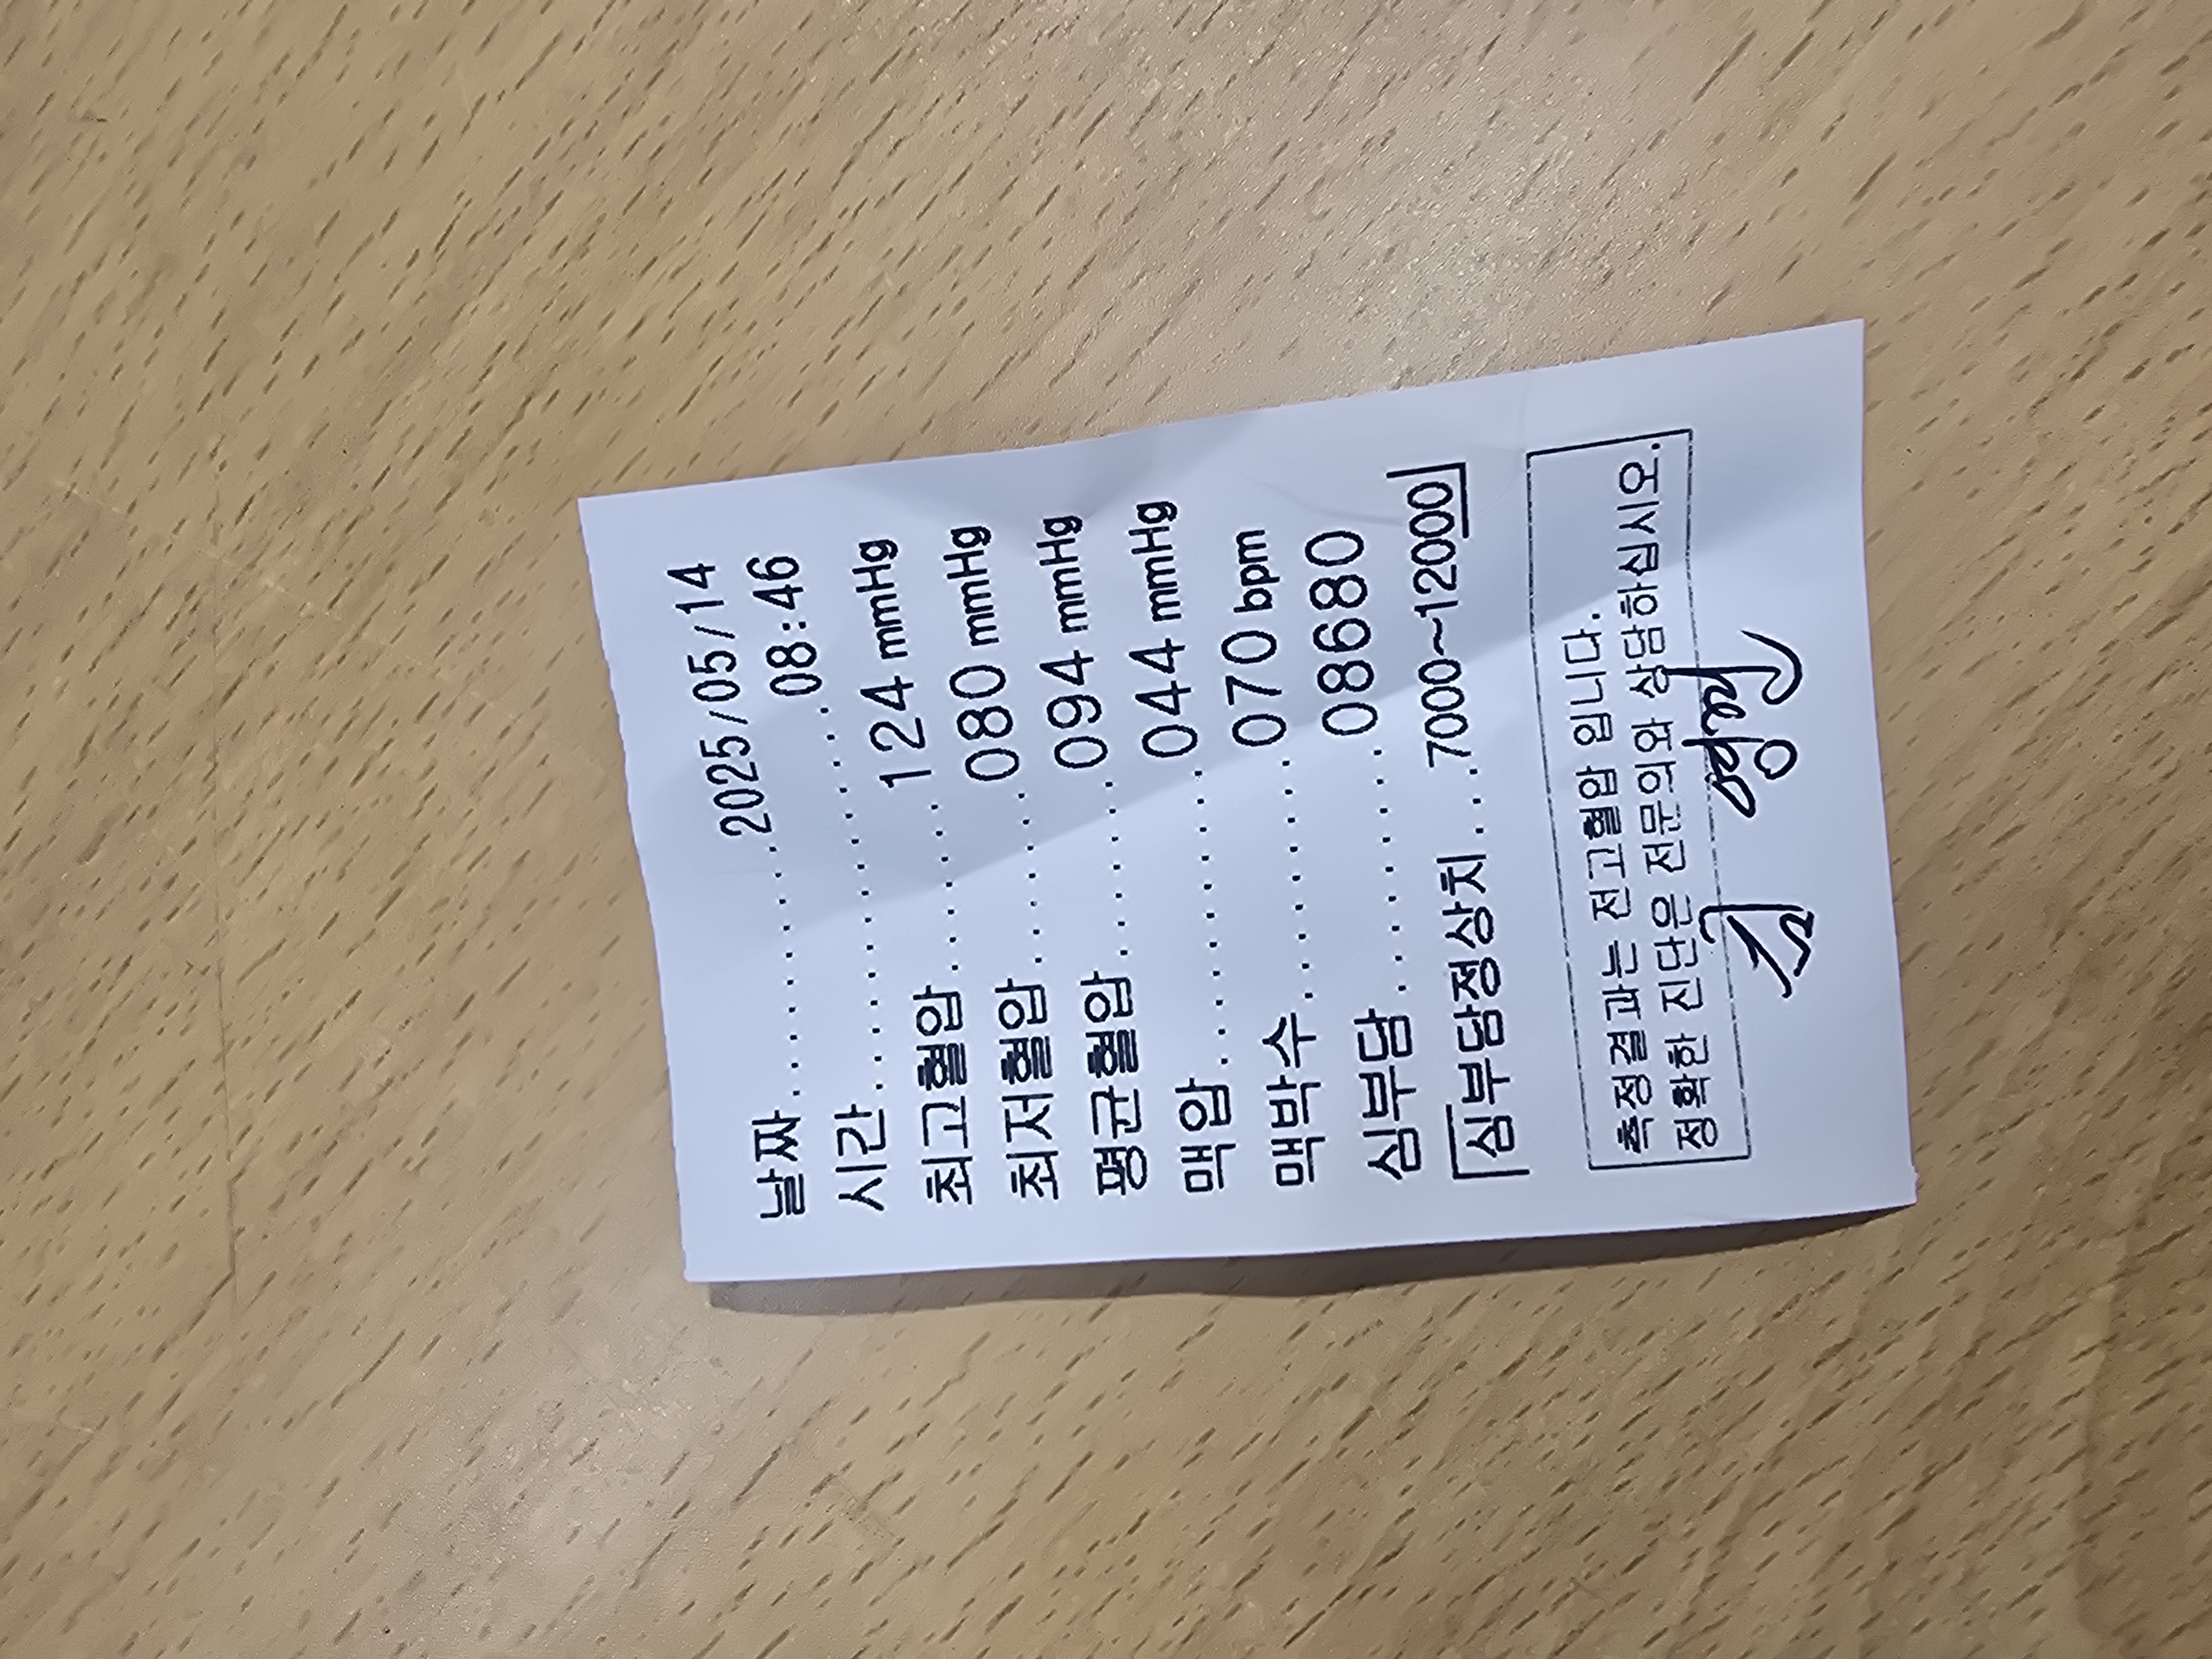 날짜..............2025/05/14
시간.................08:46
최고혈압........124 mmHg
최저혈압.........080 mmHg
평균혈압.........094 mmHg
맥압..............044 mmHg
맥박수...........070 bpm
심부담...........08680
심부담정상치...7000~12000
측정결과는 전고혈압 입니다.
정확한 진단은 전문의와 상담하십시오.
김